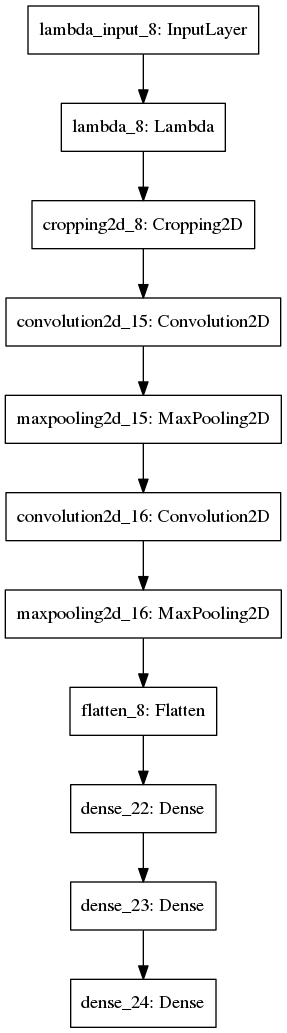 lambda_input_8: InputLayer
lambda_8: Lambda
cropping2d_8: Cropping2D
convolution2d_15: Convolution2D
maxpooling2d_15: MaxPooling2D
convolution2d_16: Convolution2D
maxpooling2d_16: MaxPooling2D
flatten_8: Flatten
dense_22: Dense
dense_23: Dense
dense_24: Dense